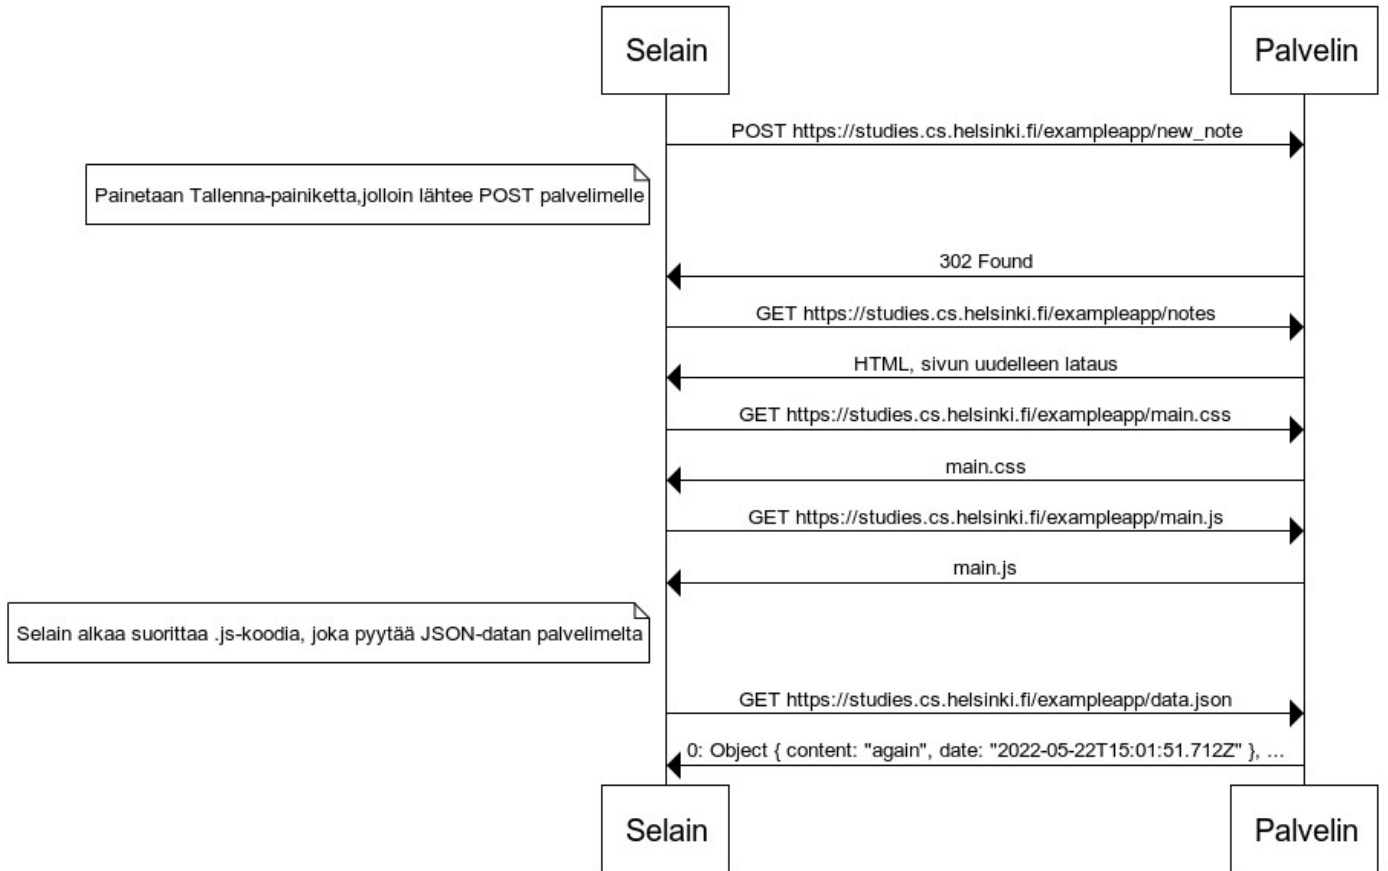 Selain
Palvelin
POST https://studies.cs.helsinki.fi/exampleapp/new_note
Painetaan Tallenna-painiketta,jolloin lähtee POST palvelimelle
302 Found
GET https://studies.cs.helsinki.fi/exampleapp/notes
HTML, sivun uudelleen lataus
GET https://studies.cs.helsinki.fi/exampleapp/main.css
main.css
GET https://studies.cs.helsinki.fi/exampleapp/main.js
main.js
Selain alkaa suorittaa .js-koodia, joka pyytää JSON-datan palvelimelta
GET https://studies.cs.helsinki.fi/exampleapp/data.json
0: Object { content: "again", date: "2022-05-22T15:01:51.712Z" }, ...
Selain
Palvelin